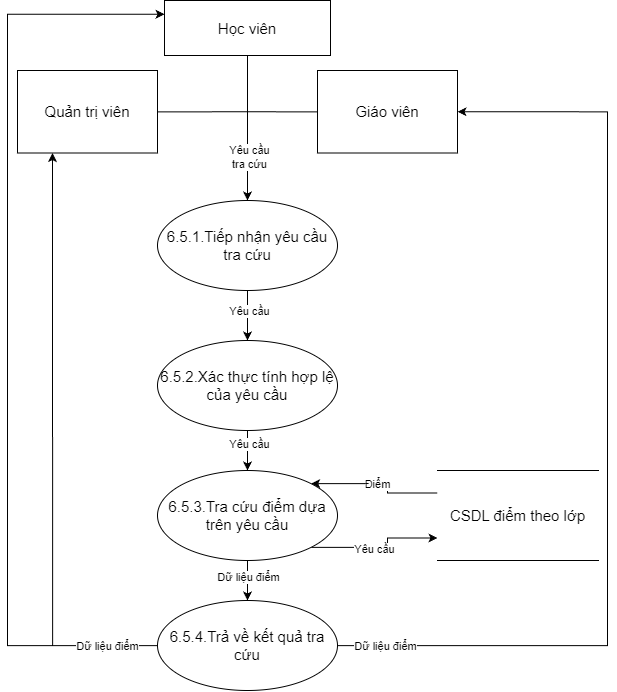 Học viên
Quản trị viên
Giáo viên
Yêu cầu
tra cứu
6.5.1.Tiếp nhận yêu cầu
tra cứu
Yêu cầu
6.5.2.Xác thực tính hợp lệ
của yêu cầu
Yêu cầu
Điểm
6.5.3.Tra cứu điểm dựa
trên yêu cầu
CSDL điểm theo lớp
Yêu cầu
Dữ liệu điểm
6.5.4.Trả về kết quả tra
cứu
Dữ liệu điểm
Dữ liệu điểm